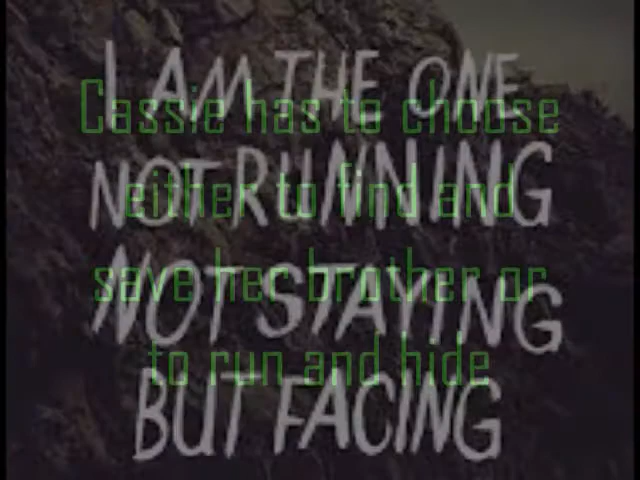 I AM THE ONE
Cassie has to choose
NOT RUNNING
either to find and
save her brother or
NOT STAYING
to run and hide
BUT FACING